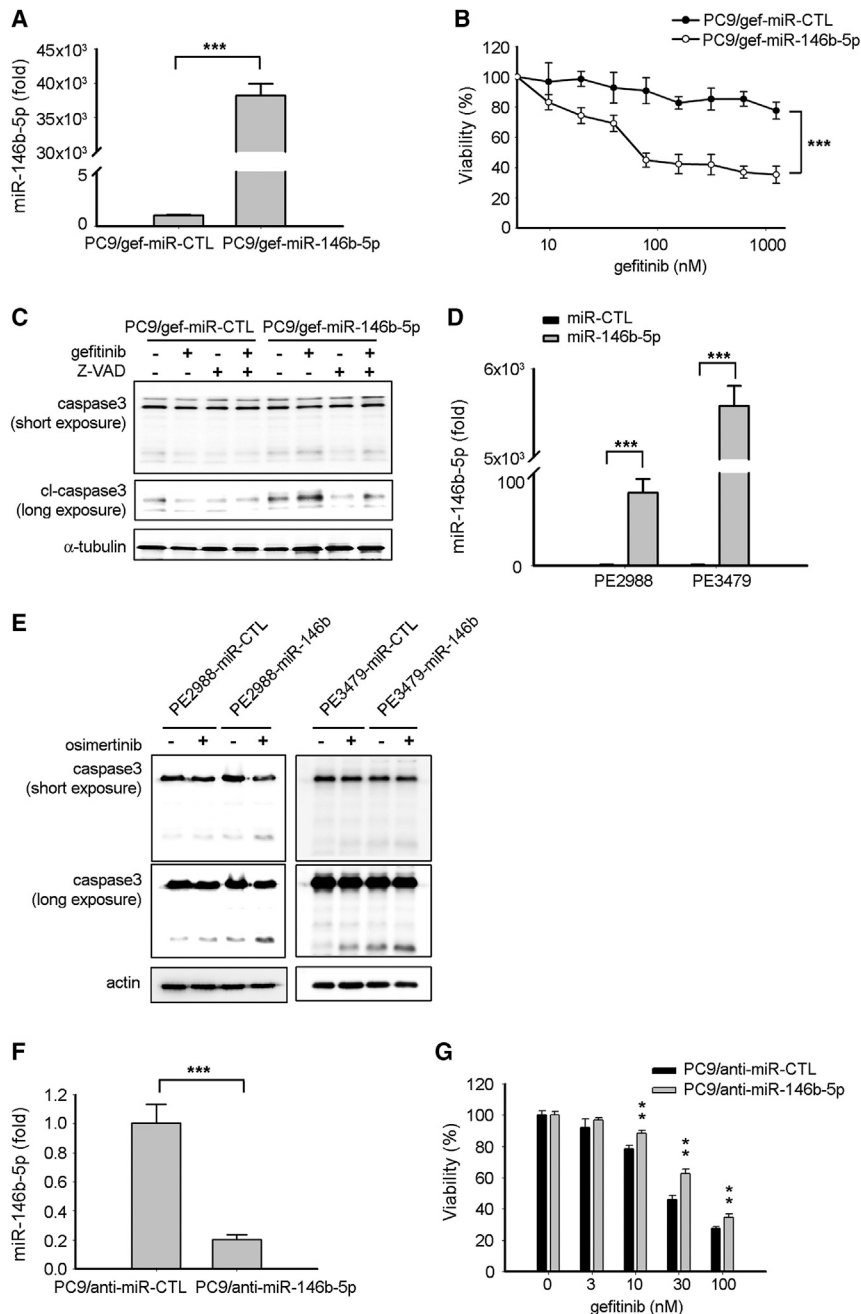 A
miR-146b-5p (fold)
45x10³
40x10³
35x10³
30x10³
5
0
***
PC9/gef-miR-CTL PC9/gef-miR-146b-5p
B
PC9/gef-miR-CTL
PC9/gef-miR-146b-5p
Viability (%)
120
100
80
60
40
20
0
***
10 100 1000
gefitinib (nM)
C
PC9/gef-miR-CTL PC9/gef-miR-146b-5p
gefitinib - + - + - + - +
Z-VAD - - + + - - + +
caspase3
(short exposure)
cl-caspase3
(long exposure)
α-tubulin
D
miR-CTL
miR-146b-5p
miR-146b-5p (fold)
6x10³
5x10³
100
0
***
***
PE2988 PE3479
E
PE2988-miR-CTL
PE2988-miR-146b
PE3479-miR-CTL
PE3479-miR-146b
osimertinib - + - + - + - +
caspase3
(short exposure)
caspase3
(long exposure)
actin
F
miR-146b-5p (fold)
1.2
1.0
0.8
0.6
0.4
0.2
0.0
***
PC9/anti-miR-CTL PC9/anti-miR-146b-5p
G
PC9/anti-miR-CTL
PC9/anti-miR-146b-5p
Viability (%)
120
100
80
60
40
20
0
**
**
**
0 3 10 30 100
gefitinib (nM)